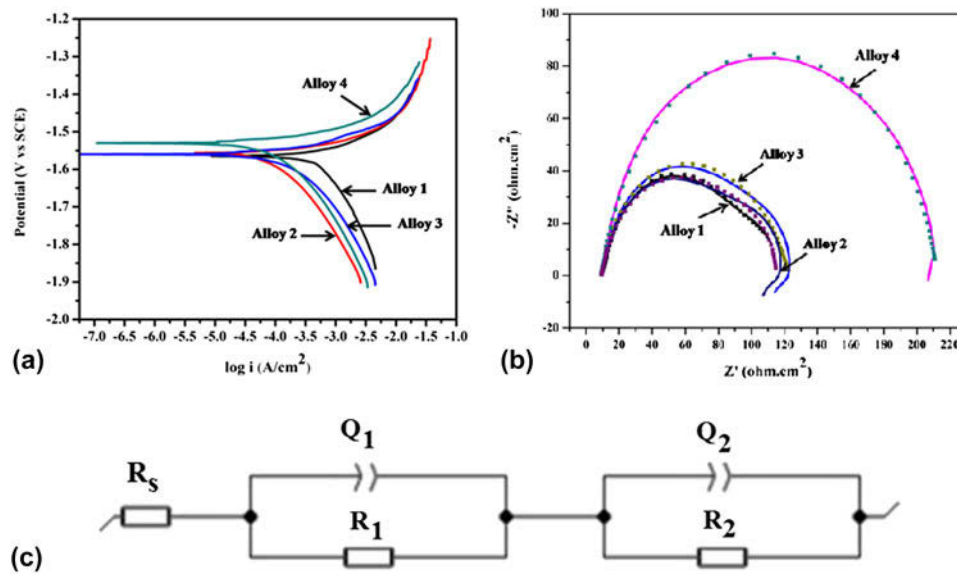 -1.2
-1.3
-1.4
-1.5
-1.6
-1.7
-1.8
-1.9
-2.0
Potential (V vs SCE)
Alloy 4
Alloy 1
Alloy 3
Alloy 2
-7.0 -6.5 -6.0 -5.5 -5.0 -4.5 -4.0 -3.5 -3.0 -2.5 -2.0 -1.5 -1.0
log i (A/cm²)
(a)
100
80
60
40
20
0
-20
-Z" (ohm.cm²)
Alloy 4
Alloy 3
Alloy 1
Alloy 2
0 20 40 60 80 100 120 140 160 180 200 220
Z' (ohm.cm²)
(b)
Rs
Q1
R1
Q2
R2
(c)